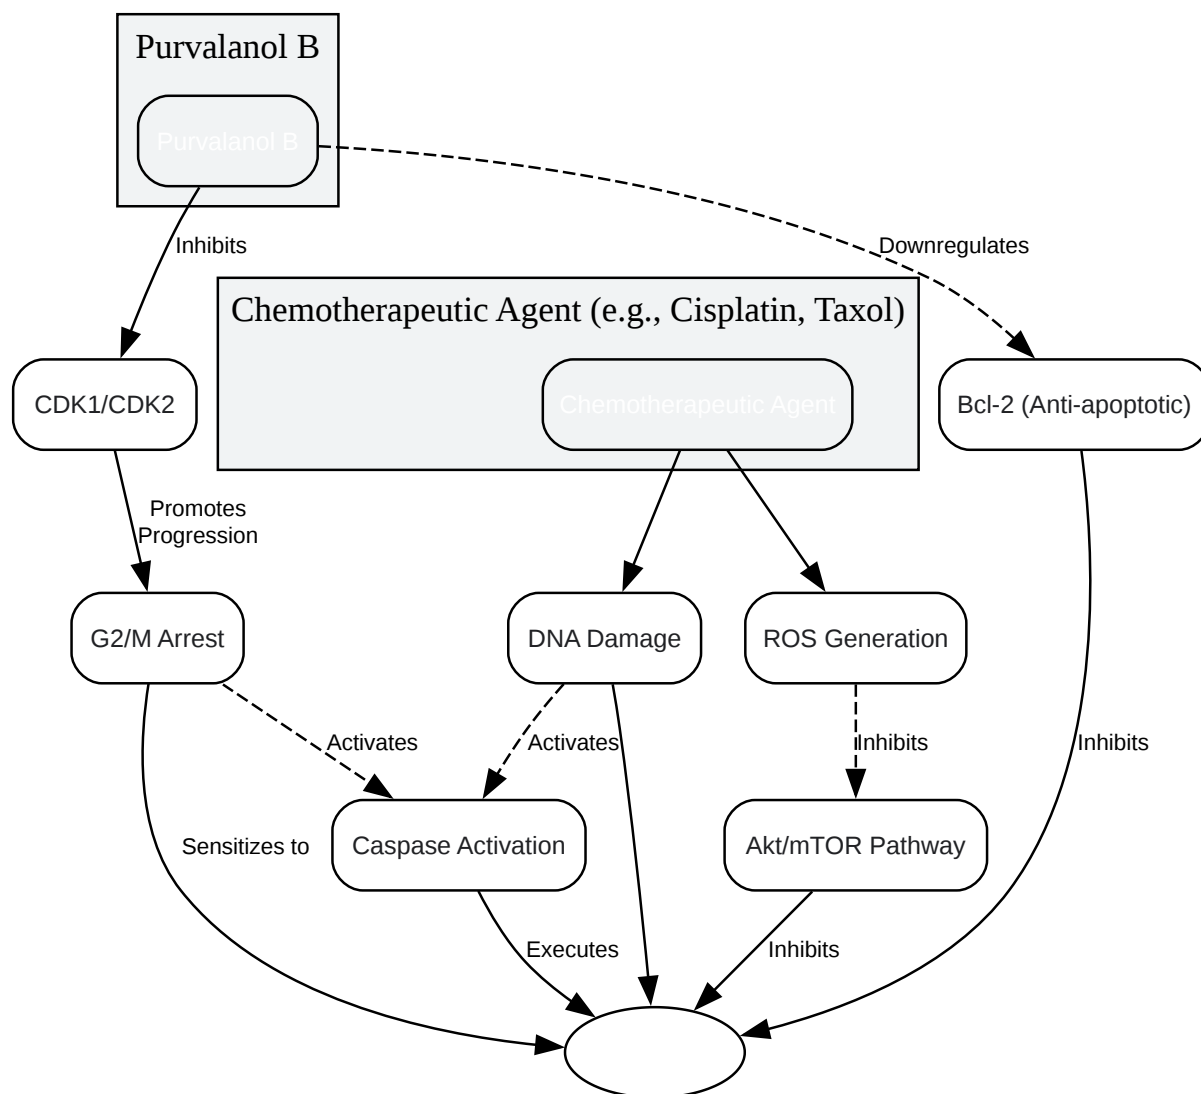 Purvalanol B
Purvalanol B
Inhibits
Downregulates
Chemotherapeutic Agent (e.g., Cisplatin, Taxol)
CDK1/CDK2
Chemotherapeutic Agent
Bcl-2 (Anti-apoptotic)
Promotes
Progression
G2/M Arrest
DNA Damage
ROS Generation
Activates
Activates
Inhibits
Inhibits
Sensitizes to
Caspase Activation
Akt/mTOR Pathway
Executes
Inhibits